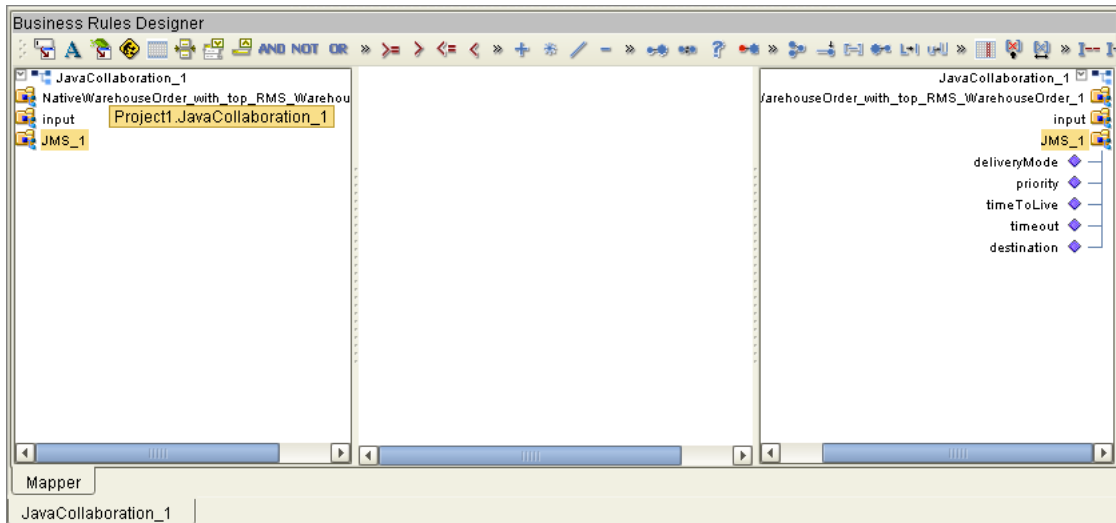 Business Rules Designer
A AND NOT OR » >= > <= < » + * / - » ? » »
JavaCollaboration_1
NativeWarehouseOrder_with_top_RMS_Warehou
input
Project1.JavaCollaboration_1
JMS_1
JavaCollaboration_1
/arehouseOrder_with_top_RMS_WarehouseOrder_1
input
JMS_1
deliveryMode
priority
timeToLive
timeout
destination
Mapper
JavaCollaboration_1